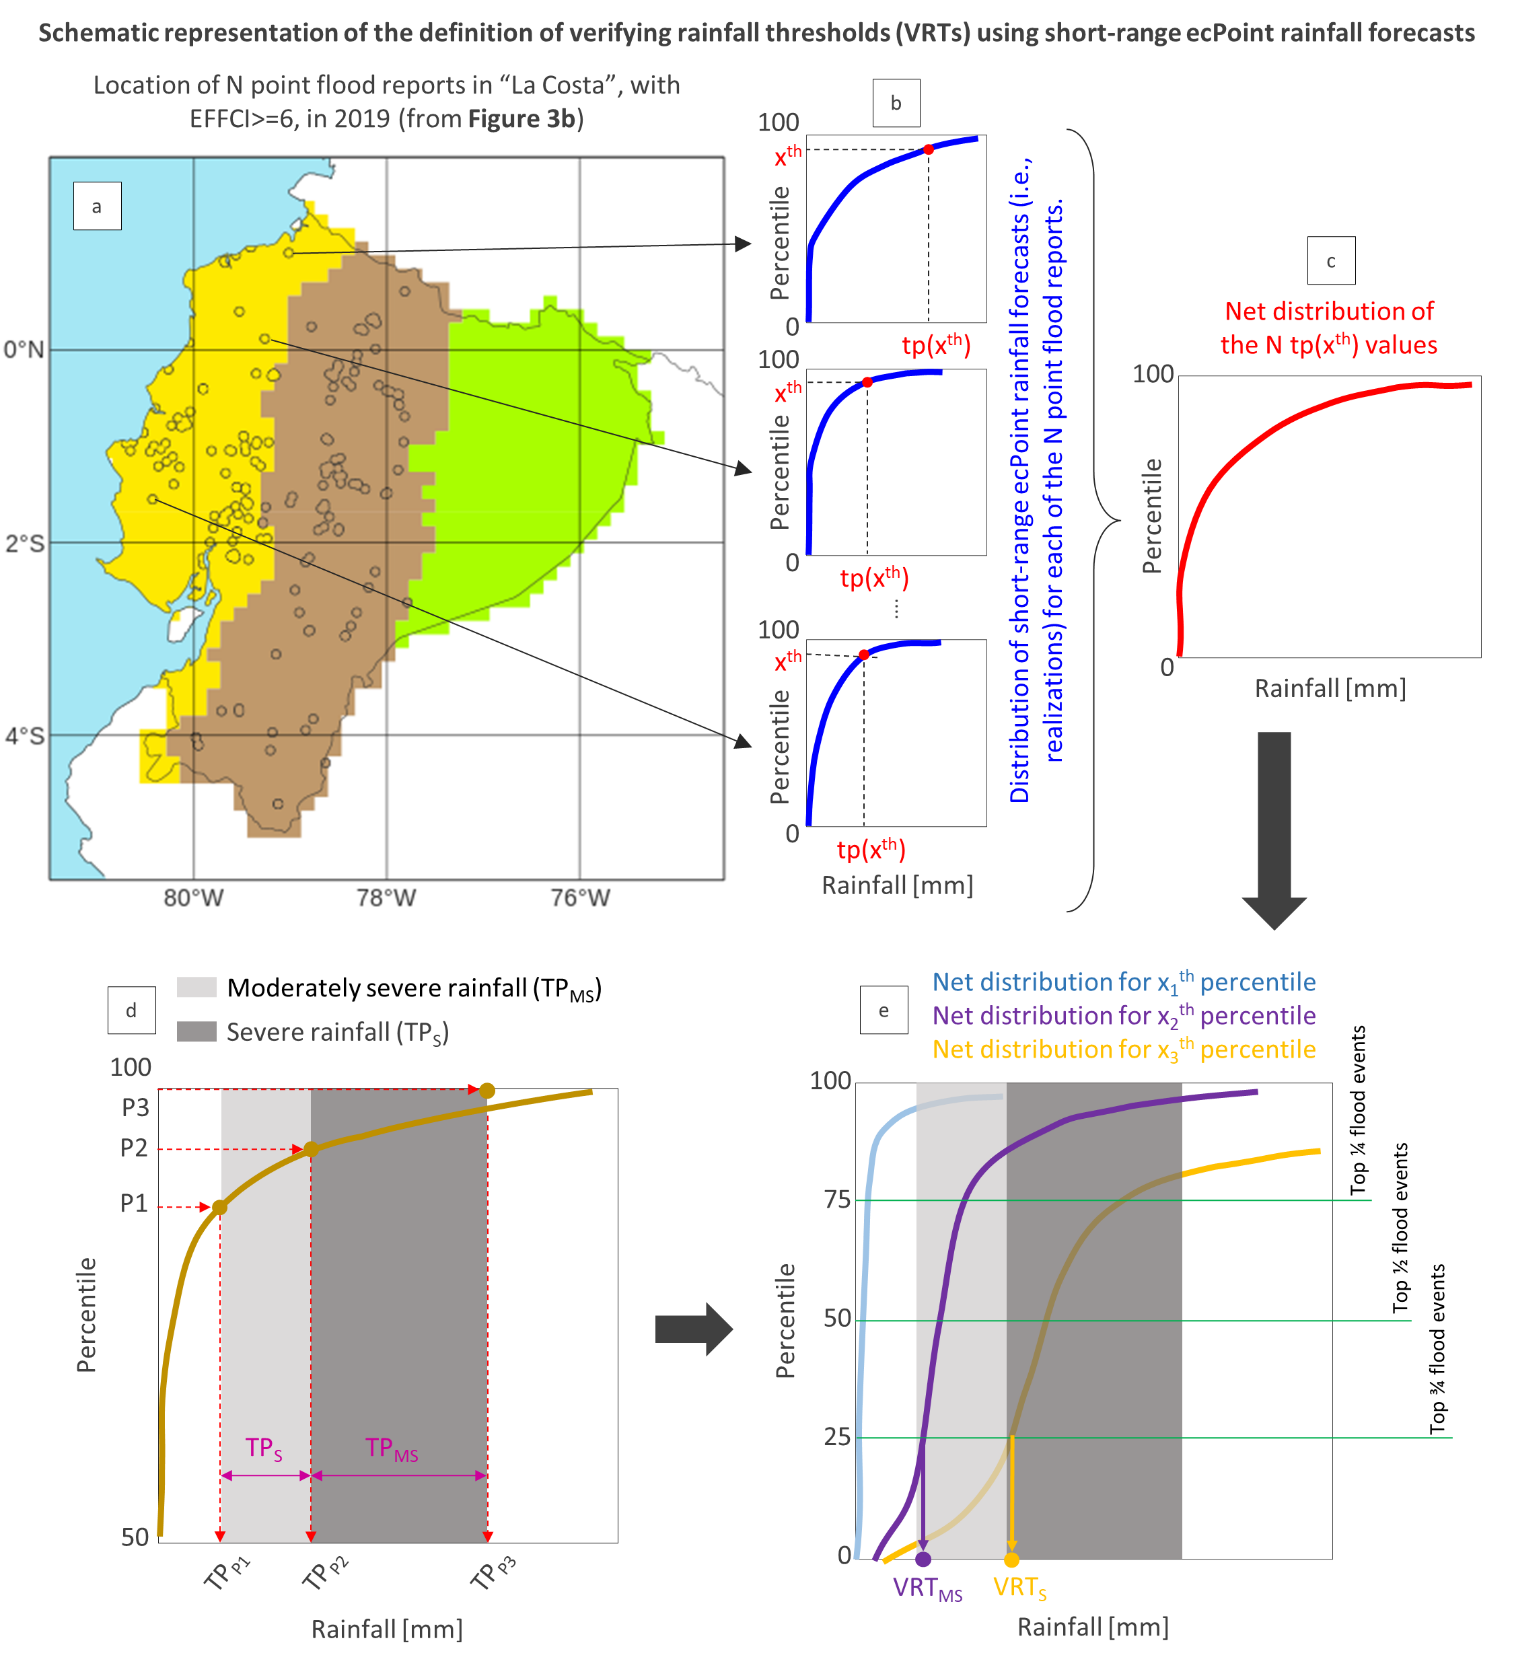 Schematic representation of the definition of verifying rainfall thresholds (VRTs) using short-range ecPoint rainfall forecasts
Location of N point flood reports in “La Costa”, with
EFFCI>=6, in 2019 (from Figure 3b)
a
0°N
2°S
4°S
80°W
78°W
76°W
b
100
xth
Percentile
0
tp(xth)
100
xth
Percentile
0
tp(xth)
100
xth
Percentile
0
tp(xth)
Rainfall [mm]
Distribution of short-range ecPoint rainfall forecasts (i.e.,
realizations) for each of the N point flood reports.
c
Net distribution of
the N tp(xth) values
100
Percentile
0
Rainfall [mm]
d
Moderately severe rainfall (TPMS)
Severe rainfall (TPS)
100
P3
P2
P1
Percentile
50
TPS
TPMS
TPP1
TPP2
TPP3
Rainfall [mm]
e
Net distribution for x1th percentile
Net distribution for x2th percentile
Net distribution for x3th percentile
100
75
50
25
0
Percentile
Top ¼ flood events
Top ½ flood events
Top ¾ flood events
VRTMS
VRTS
Rainfall [mm]